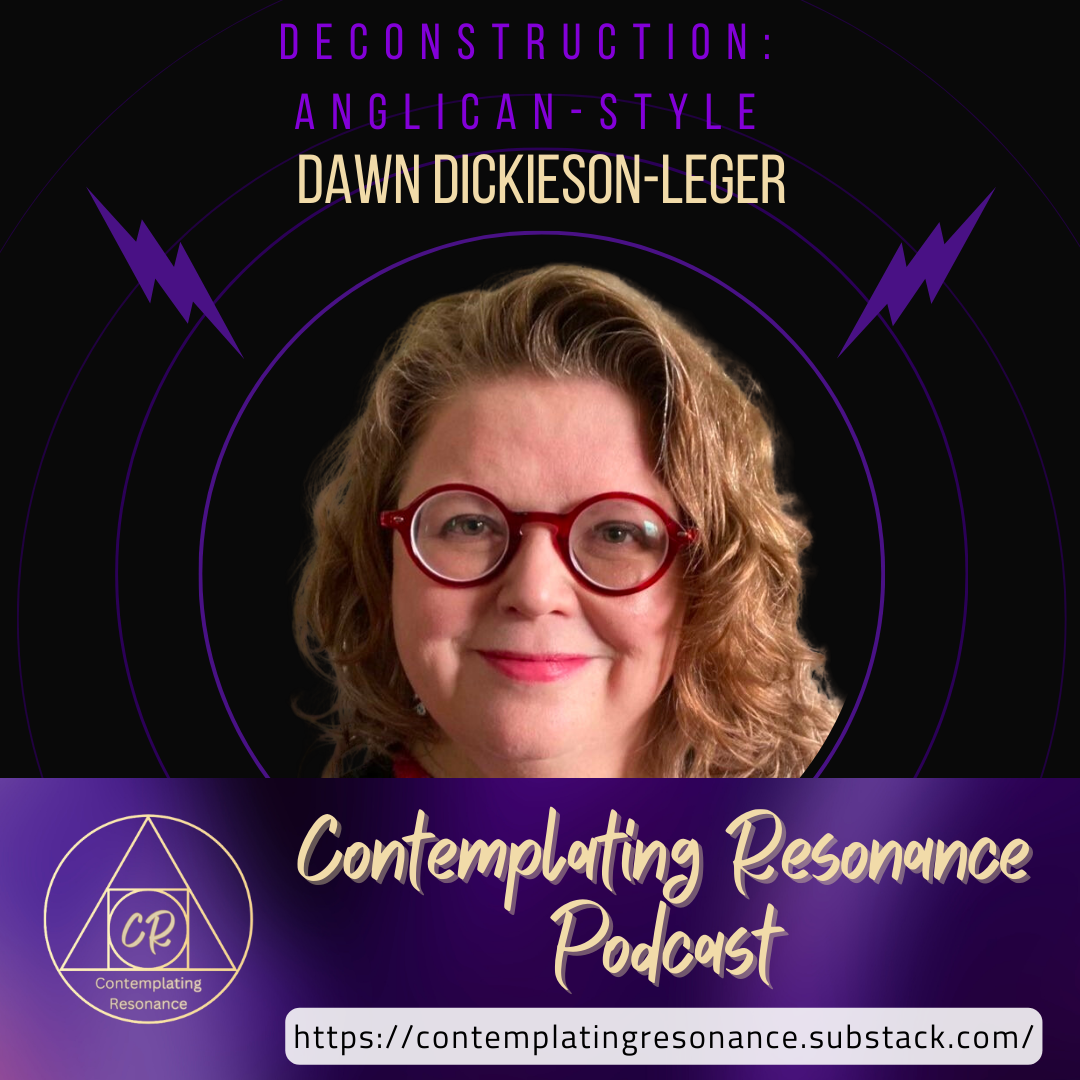 DECONSTRUCTION:
ANGLICAN-STYLE
DAWN DICKIESON-LEGER
CR
Contemplating
Resonance
Contemplating Resonance
Podcast
https://contemplatingresonance.substack.com/